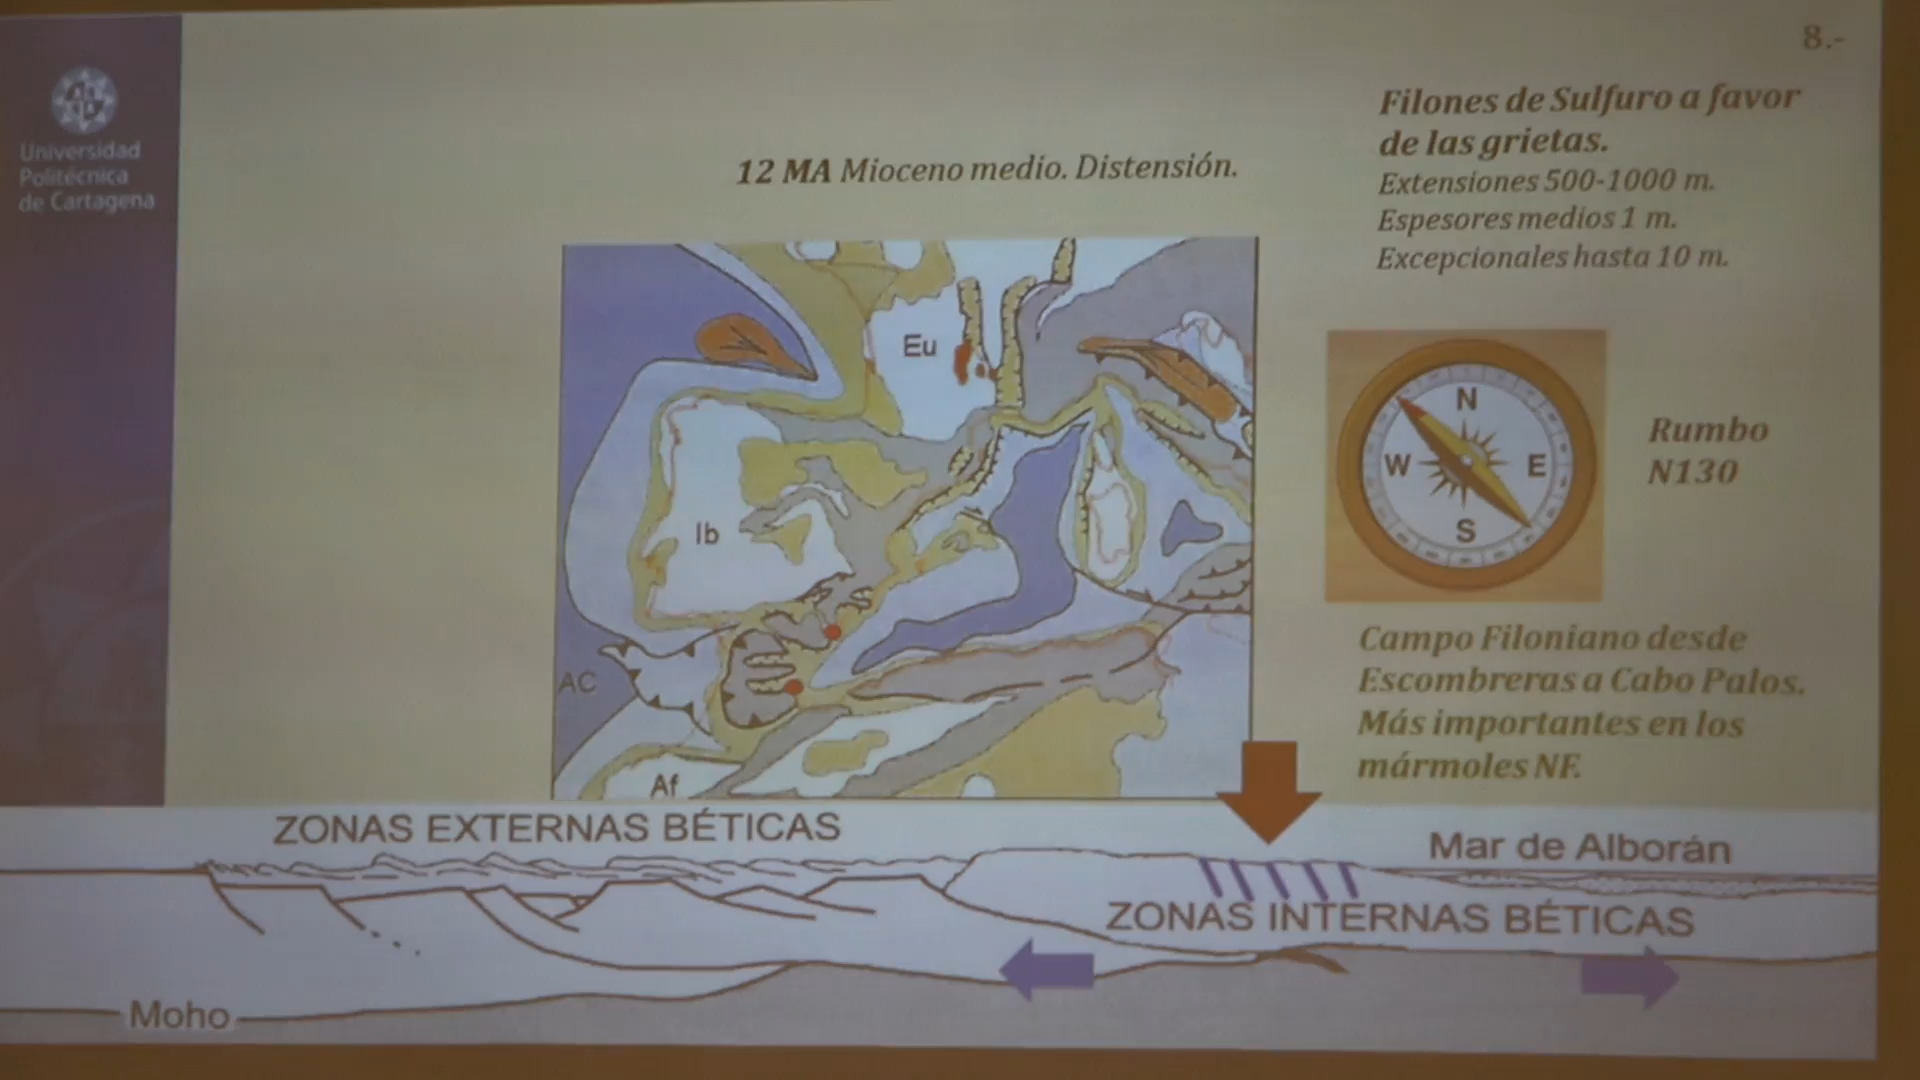 8.-
Universidad
Politécnica
de Cartagena
12 MA Mioceno medio. Distensión.
Filones de Sulfuro a favor
de las grietas.
Extensiones 500-1000 m.
Espesores medios 1 m.
Excepcionales hasta 10 m.
Eu
Ib
AC
Af
N
W
E
S
Rumbo
N130
Campo Filoniano desde
Escombreras a Cabo Palos.
Más importantes en los
mármoles NF.
ZONAS EXTERNAS BÉTICAS
Mar de Alborán
ZONAS INTERNAS BÉTICAS
Moho